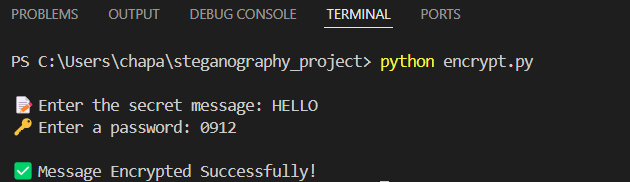 PROBLEMS OUTPUT DEBUG CONSOLE TERMINAL PORTS
PS C:\Users\chapa\steganography_project> python encrypt.py
📝 Enter the secret message: HELLO
🔑 Enter a password: 0912
✅ Message Encrypted Successfully!